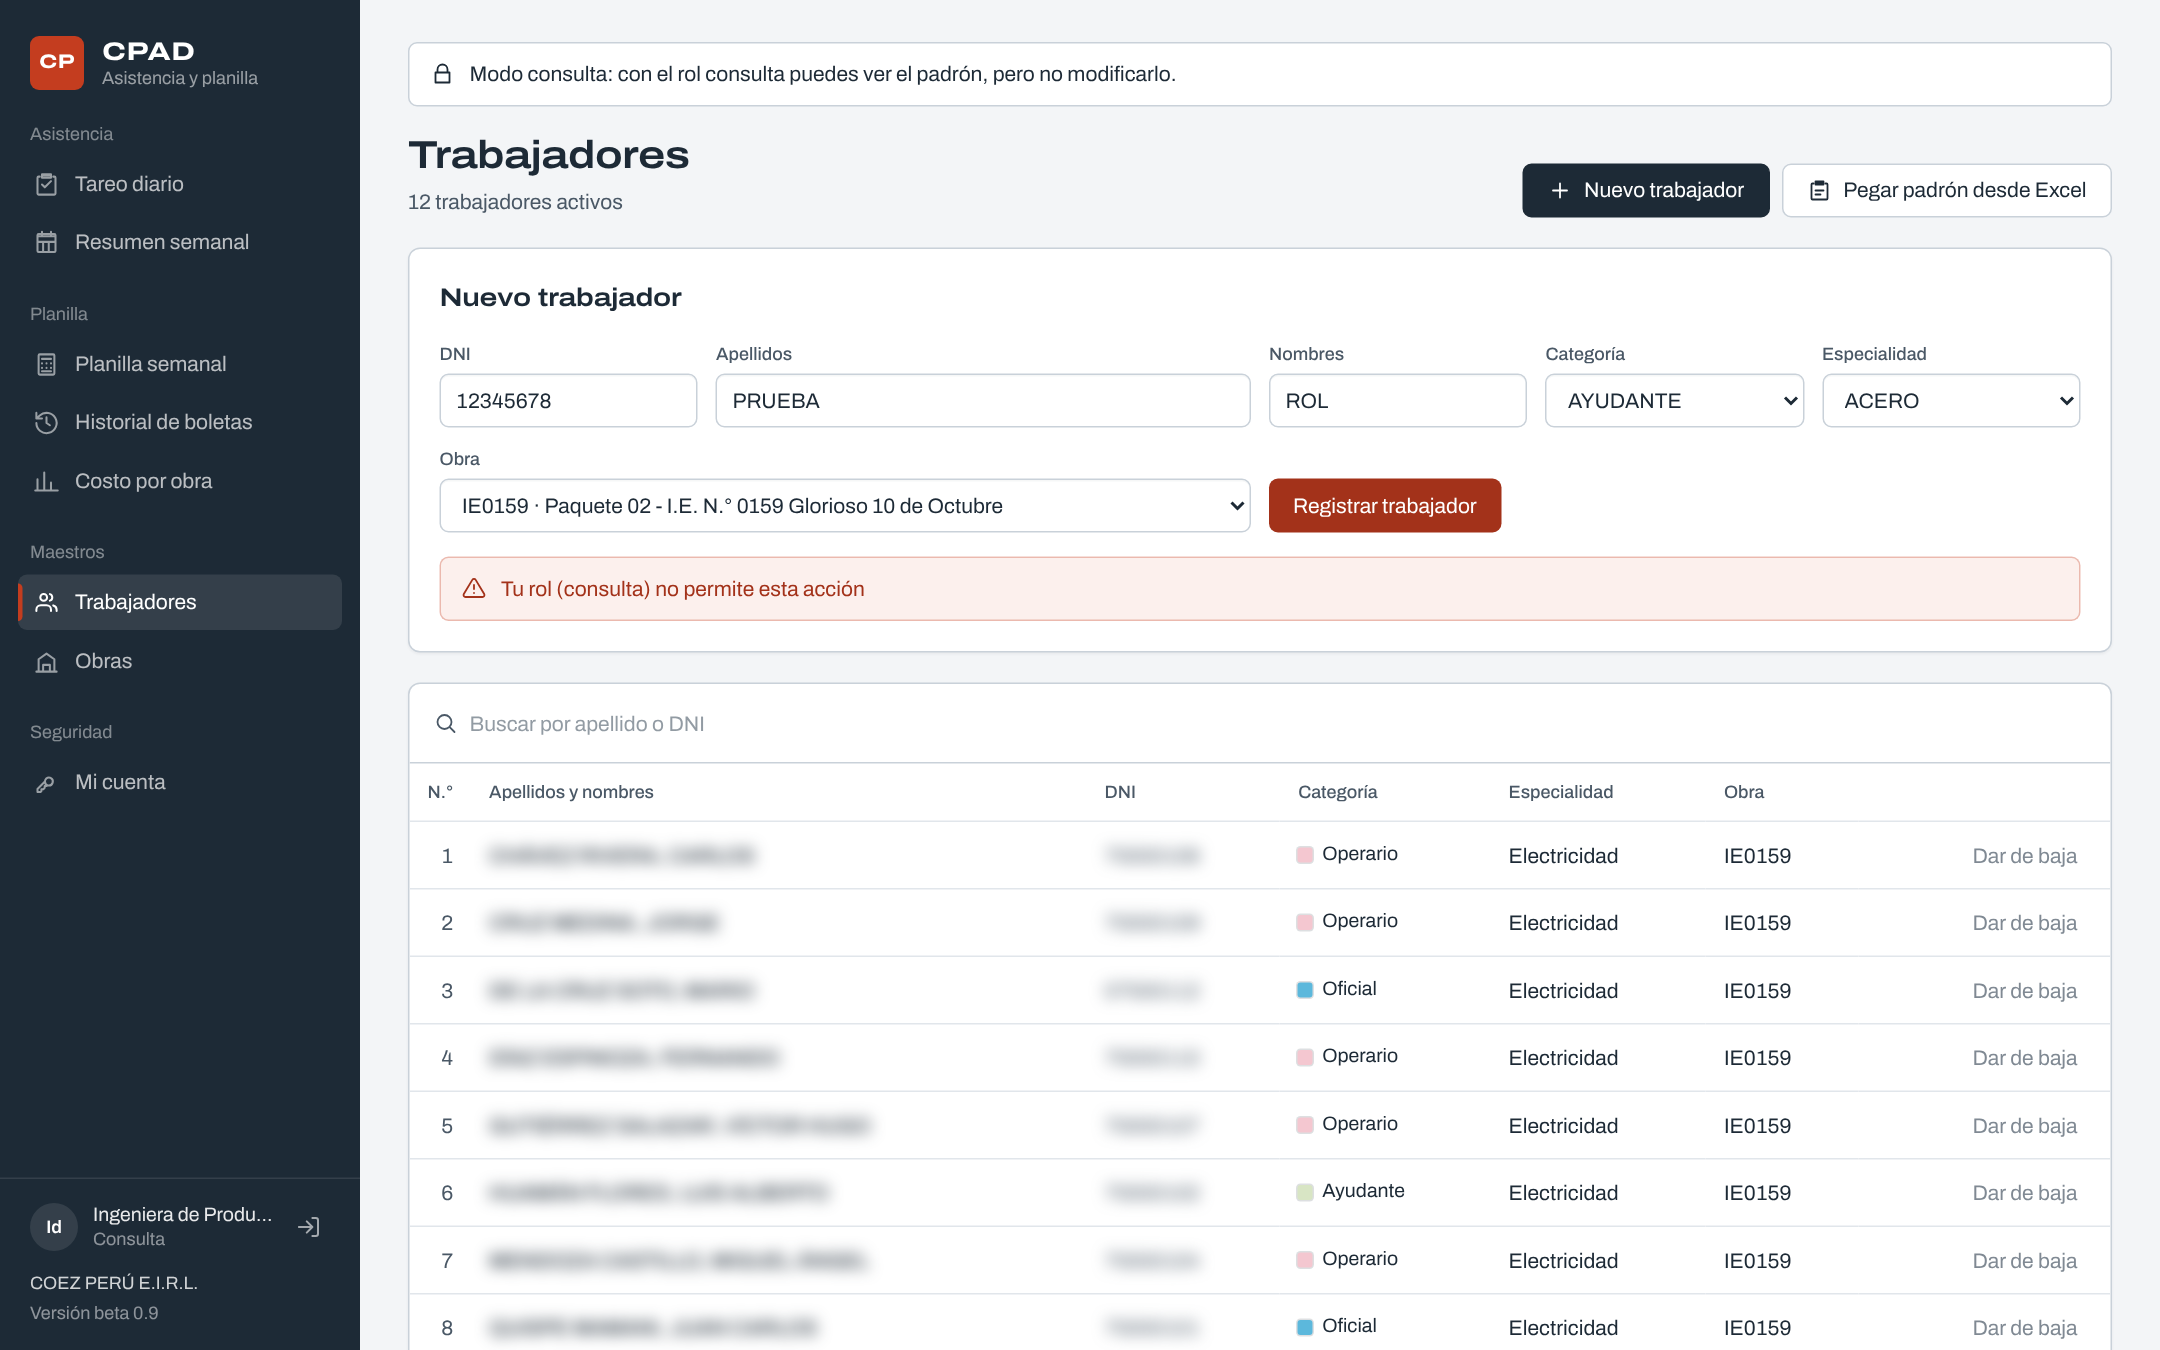 CP
CPAD
Asistencia y planilla
Asistencia
Tareo diario
Resumen semanal
Planilla
Planilla semanal
Historial de boletas
Costo por obra
Maestros
Trabajadores
Obras
Seguridad
Mi cuenta
Id
Ingeniera de Produ...
Consulta
COEZ PERÚ E.I.R.L.
Versión beta 0.9
Modo consulta: con el rol consulta puedes ver el padrón, pero no modificarlo.
Trabajadores
12 trabajadores activos
Nuevo trabajador
Pegar padrón desde Excel
Nuevo trabajador
DNI Apellidos Nombres Categoría Especialidad
12345678 PRUEBA ROL AYUDANTE ACERO
Obra
IE0159 · Paquete 02 - I.E. N.° 0159 Glorioso 10 de Octubre
Registrar trabajador
Tu rol (consulta) no permite esta acción
Buscar por apellido o DNI
N.° Apellidos y nombres DNI Categoría Especialidad Obra
1 Operario Electricidad IE0159 Dar de baja
2 Operario Electricidad IE0159 Dar de baja
3 Oficial Electricidad IE0159 Dar de baja
4 Operario Electricidad IE0159 Dar de baja
5 Operario Electricidad IE0159 Dar de baja
6 Ayudante Electricidad IE0159 Dar de baja
7 Operario Electricidad IE0159 Dar de baja
8 Oficial Electricidad IE0159 Dar de baja